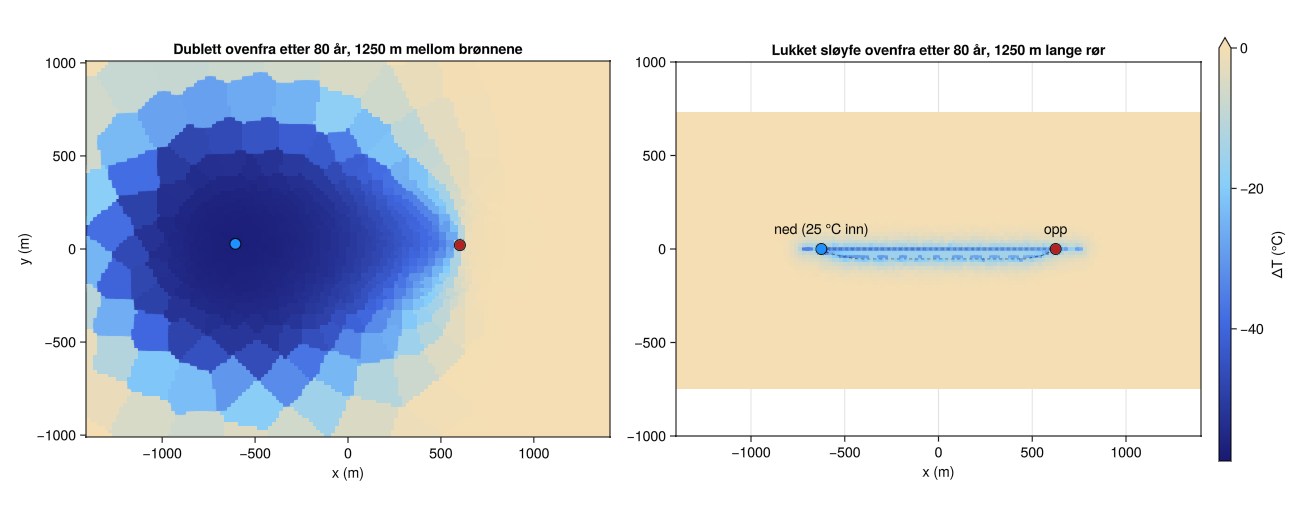 Dublett ovenfra etter 80 år, 1250 m mellom brønnene
1000
500
0
−500
−1000
y (m)
−1000
−500
0
500
1000
x (m)
Lukket sløyfe ovenfra etter 80 år, 1250 m lange rør
1000
500
0
−500
−1000
ned (25 °C inn)
opp
−1000
−500
0
500
1000
x (m)
0
−20
−40
ΔT (°C)